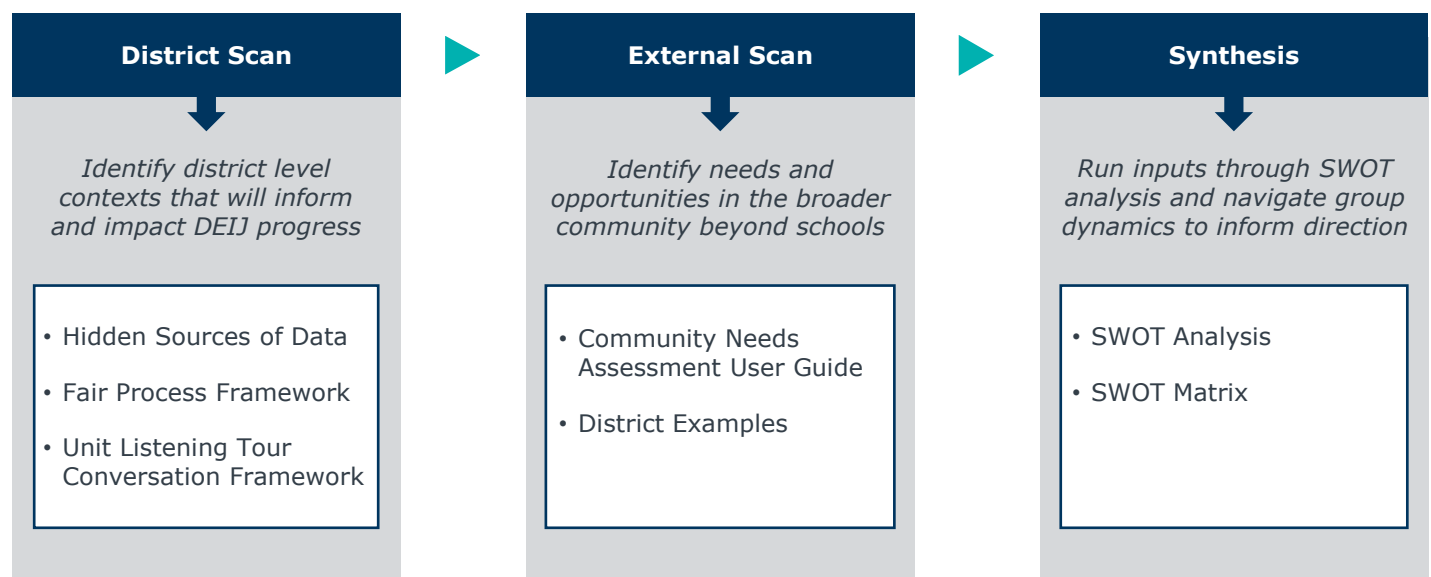 District Scan
Identify district level
contexts that will inform
and impact DEIJ progress
• Hidden Sources of Data
• Fair Process Framework
• Unit Listening Tour
Conversation Framework
External Scan
Identify needs and
opportunities in the broader
community beyond schools
• Community Needs
Assessment User Guide
• District Examples
Synthesis
Run inputs through SWOT
analysis and navigate group
dynamics to inform direction
• SWOT Analysis
• SWOT Matrix